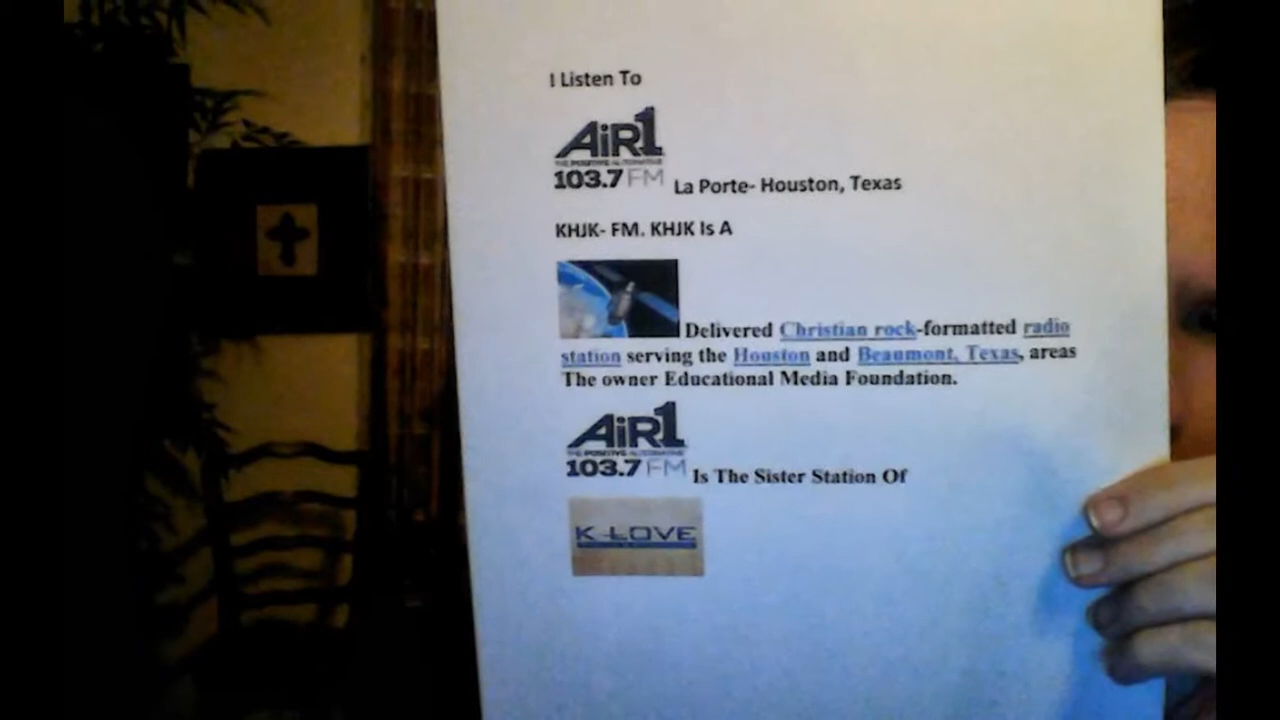 I Listen To
AiR1
THE POSITIVE ALTERNATIVE
103.7 FM La Porte- Houston, Texas
KHJK- FM. KHJK Is A
Delivered Christian rock-formatted radio
station serving the Houston and Beaumont, Texas, areas
The owner Educational Media Foundation.
AiR1
THE POSITIVE ALTERNATIVE
103.7 FM Is The Sister Station Of
K-LOVE